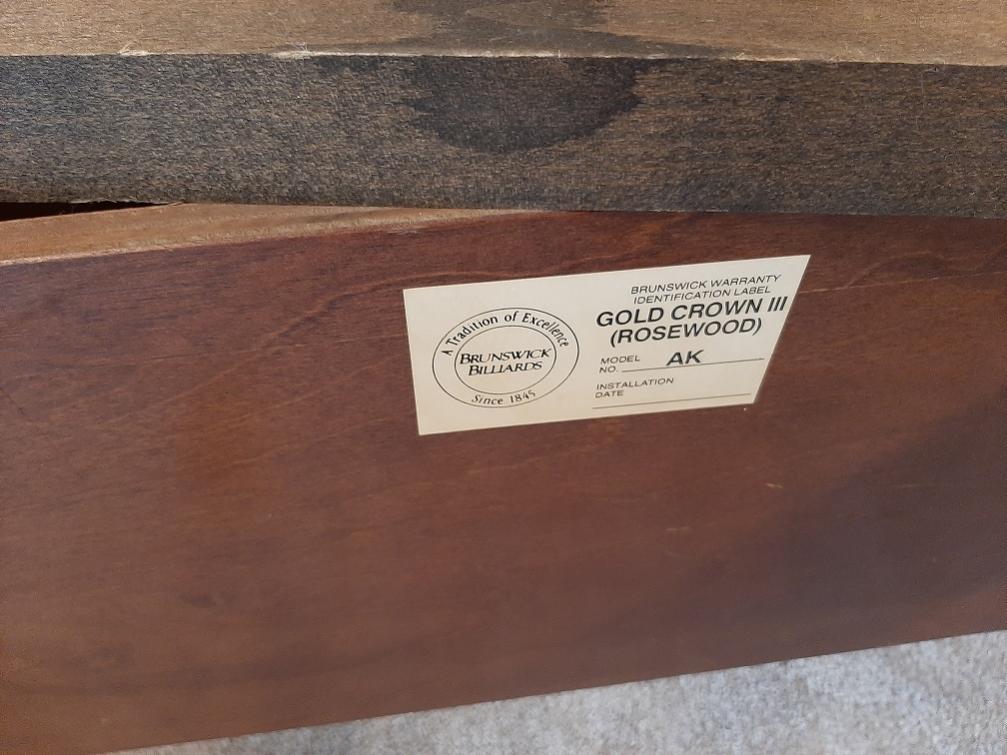 A Tradition of Excellence
BRUNSWICK
BILLIARDS
Since 1845
BRUNSWICK WARRANTY
IDENTIFICATION LABEL
GOLD CROWN III
(ROSEWOOD)
MODEL
NO. AK
INSTALLATION
DATE